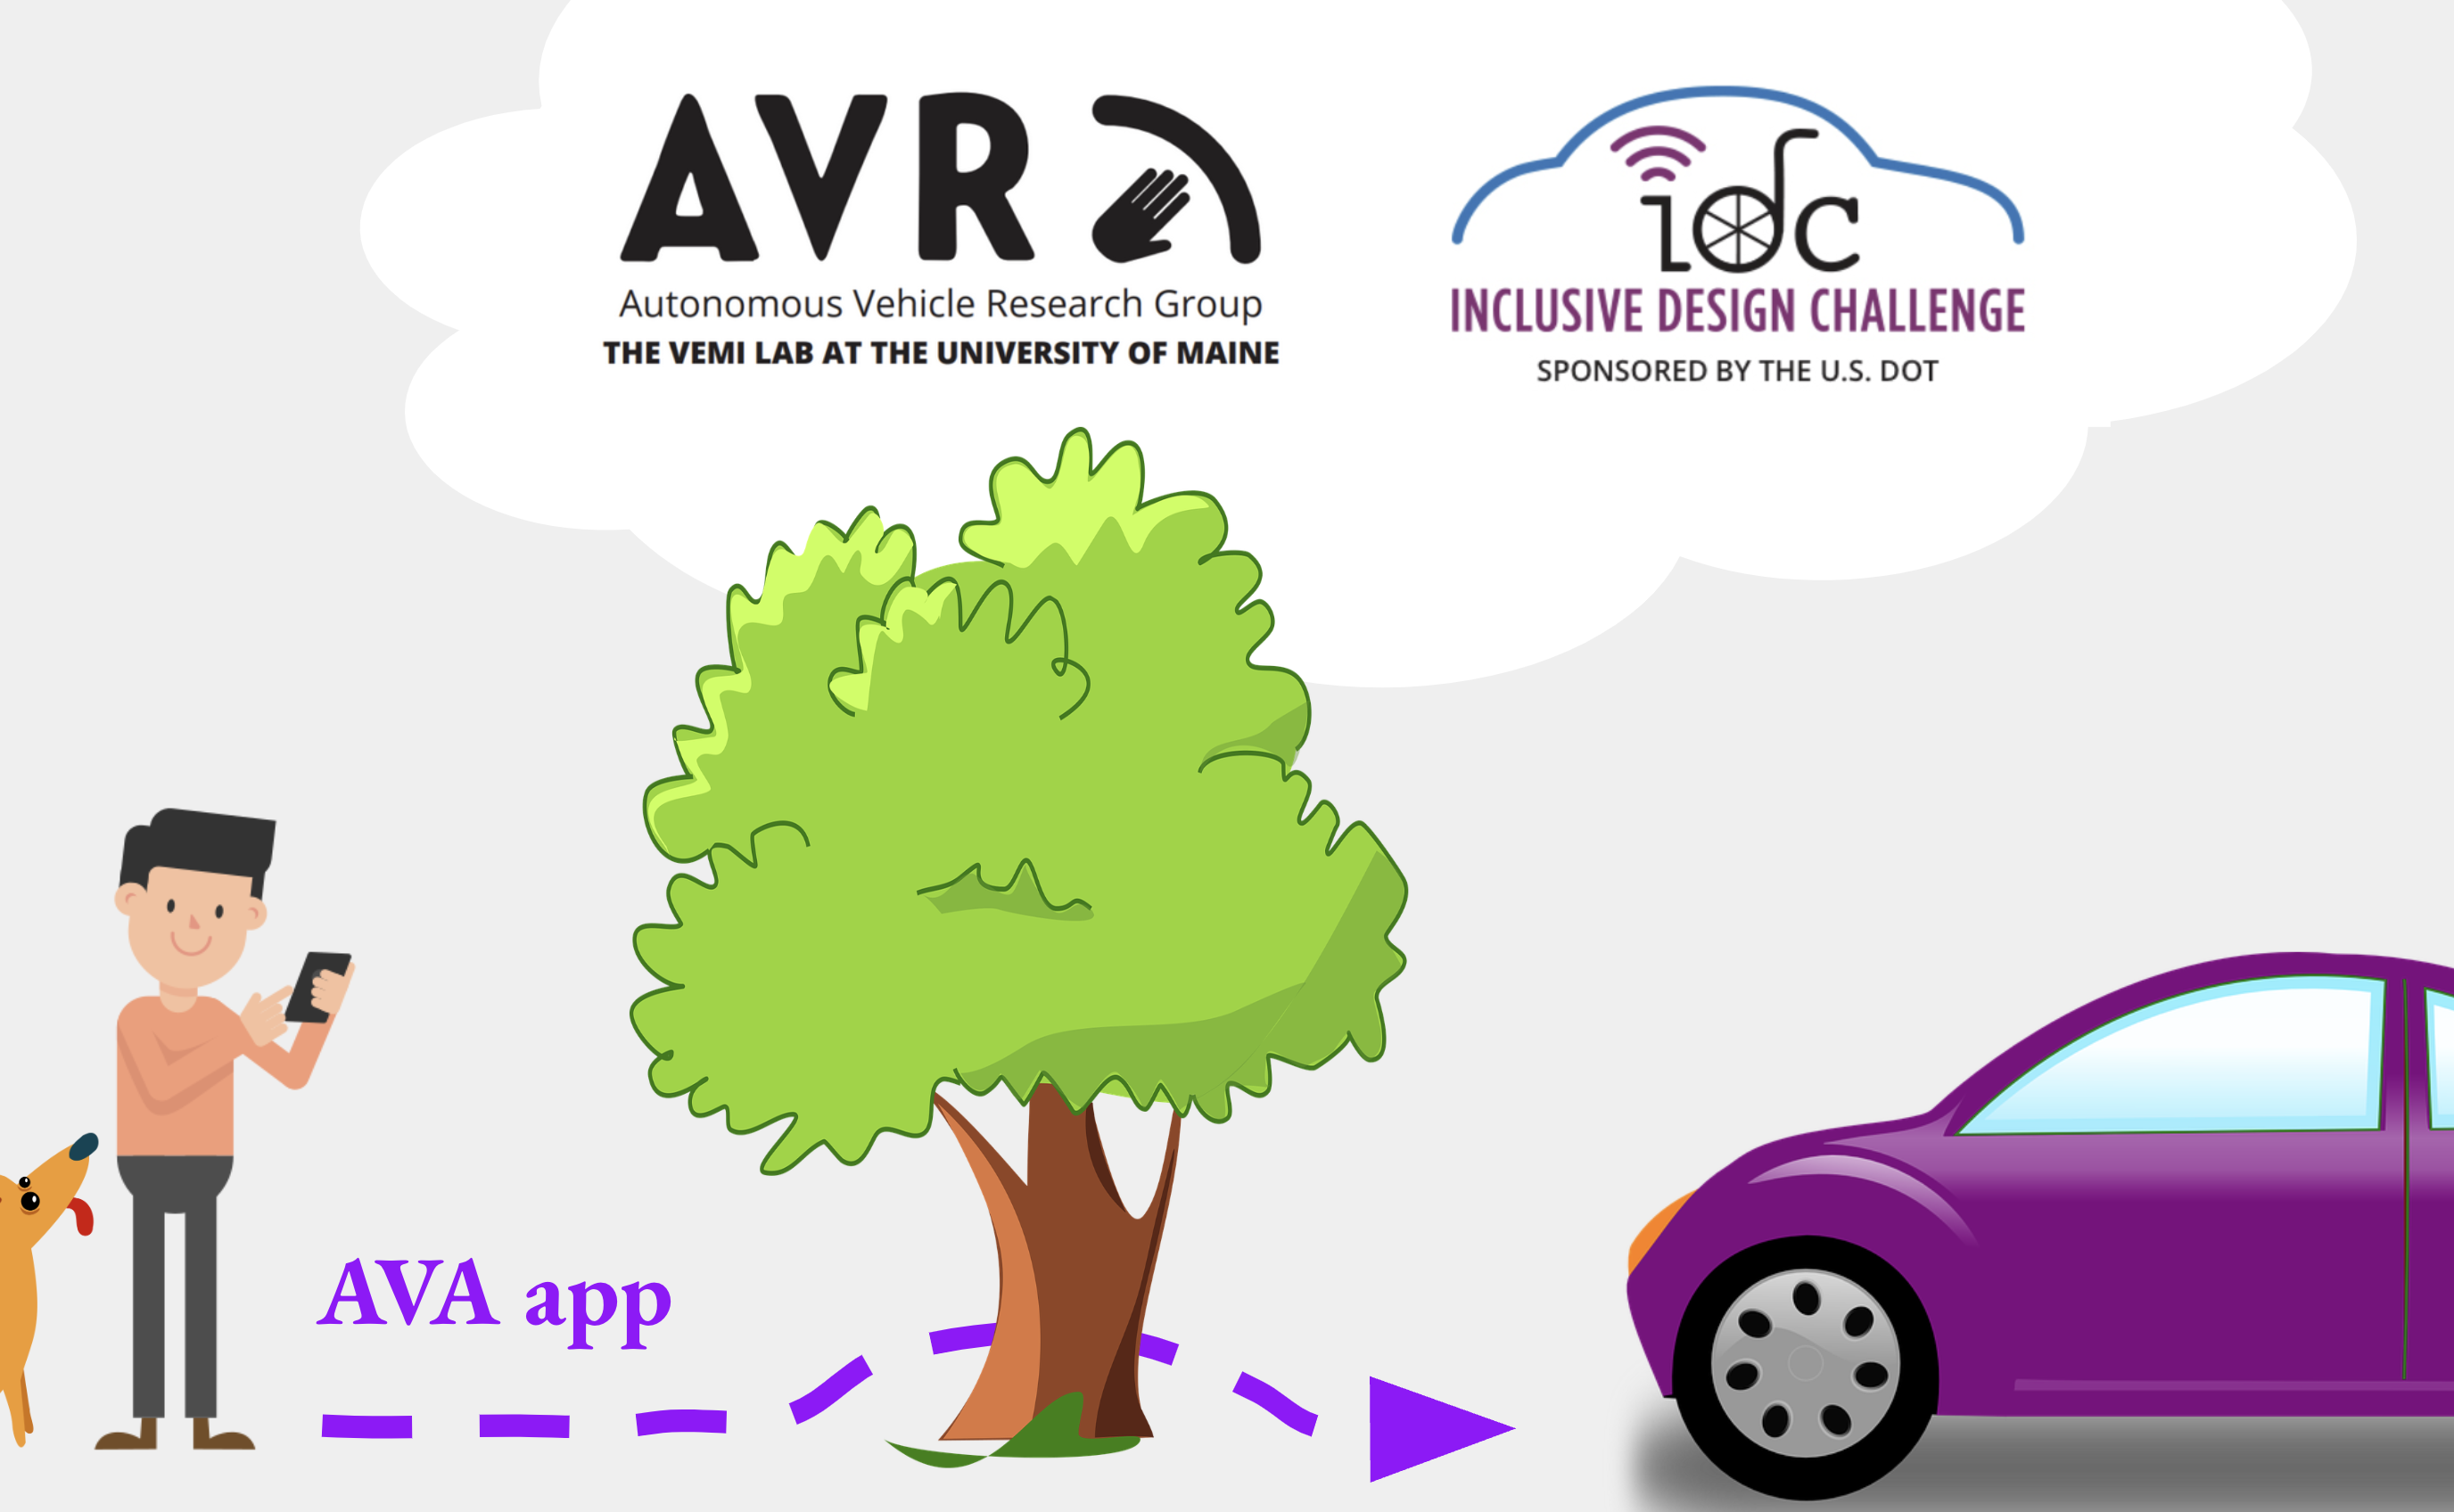 AVR
Autonomous Vehicle Research Group
THE VEMI LAB AT THE UNIVERSITY OF MAINE
idc
INCLUSIVE DESIGN CHALLENGE
SPONSORED BY THE U.S. DOT
AVA app